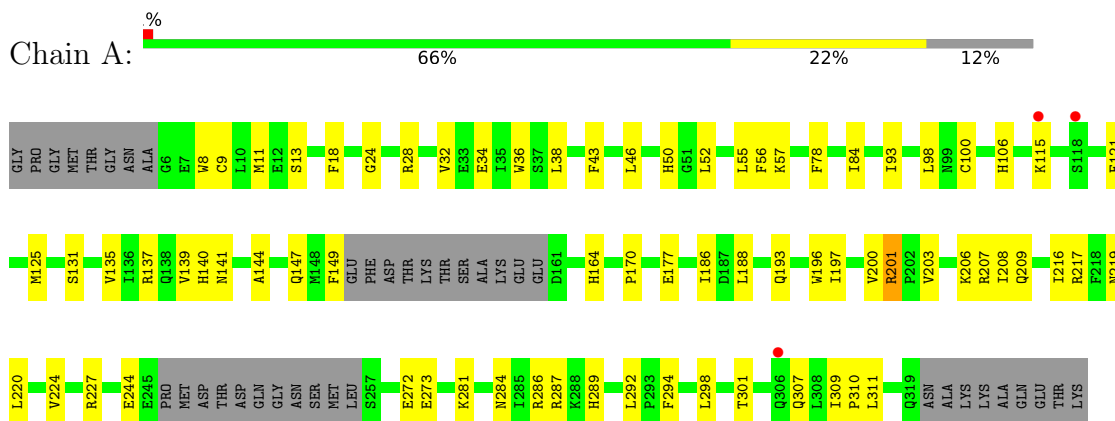 .%
Chain A:
66% 22% 12%
GLY PRO GLY MET THR GLY ASN ALA G6 E7 W8 C9 L10 M11 E12 S13 F18 G24 R28 V32 E33 E34 I35 W36 S37 L38 F43 L46 H50 G51 L52 L55 F56 K57 F78 I84 I93 L98 N99 C100 H106 K115 S118
M125 S131 V135 I136 R137 Q138 V139 H140 N141 A144 Q147 M148 F149 GLU PHE ASP THR LYS THR SER ALA LYS GLU GLU D161 H164 P170 E177 I186 D187 L188 Q193 W196 I197 V200 R201 P202 V203 K206 R207 I208 Q209 I216 R217 F218 N219
L220 V224 R227 E244 E245 PRO MET ASP THR ASP GLN GLY ASN SER MET LEU S257 E272 E273 K281 N284 I285 R286 R287 K288 H289 L292 P293 F294 L298 T301 Q306 Q307 L308 I309 P310 L311 Q319 ASN ALA LYS LYS ALA GLN GLU THR LYS